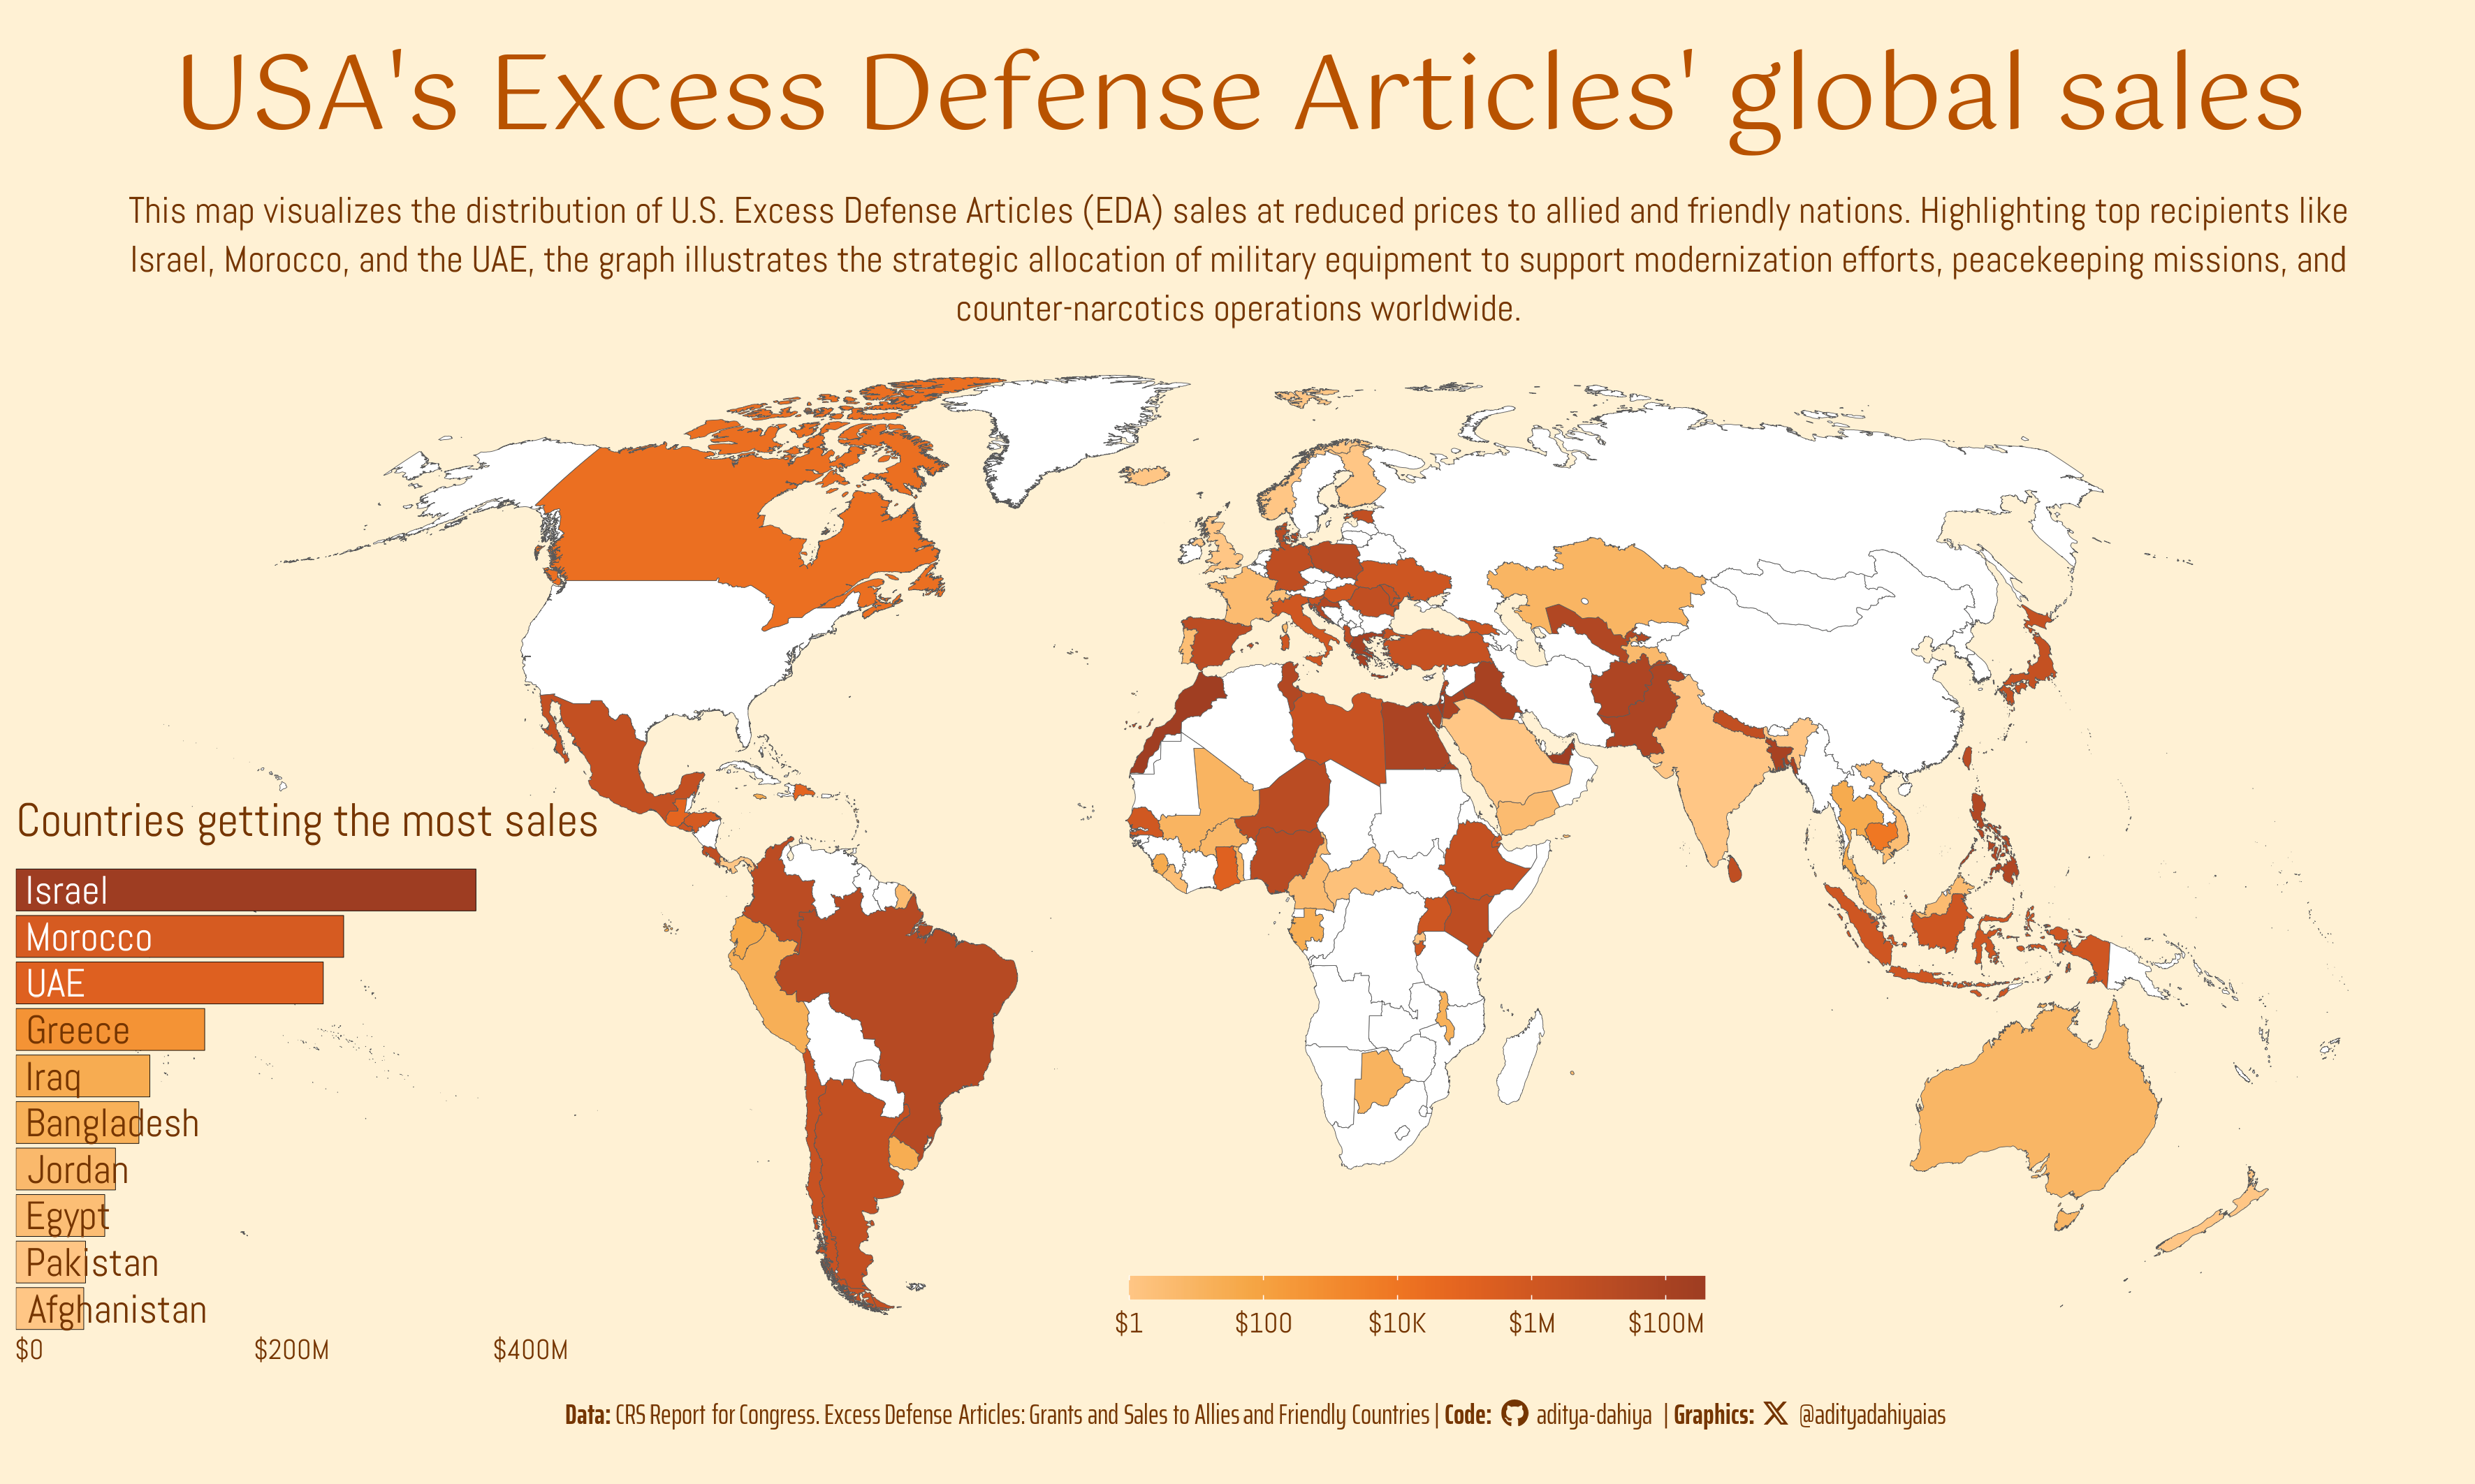 USA's Excess Defense Articles' global sales
This map visualizes the distribution of U.S. Excess Defense Articles (EDA) sales at reduced prices to allied and friendly nations. Highlighting top recipients like
Israel, Morocco, and the UAE, the graph illustrates the strategic allocation of military equipment to support modernization efforts, peacekeeping missions, and
counter-narcotics operations worldwide.
Countries getting the most sales
Israel
Morocco
UAE
Greece
Iraq
Bangladesh
Jordan
Egypt
Pakistan
Afghanistan
$0 $200M $400M
$1 $100 $10K $1M $100M
Data: CRS Report for Congress. Excess Defense Articles: Grants and Sales to Allies and Friendly Countries | Code: aditya-dahiya | Graphics: X @adityadahiyaias